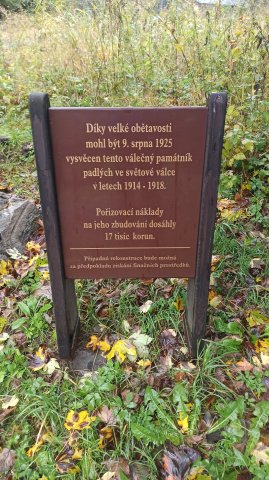 Díky velké obětavosti
mohl být 9. srpna 1925
vysvěcen tento válečný památník
padlých ve světové válce
v letech 1914 - 1918.
Pořizovací náklady
na jeho zbudování dosáhly
17 tisíc korun.
Případná rekonstrukce bude možná
za předpokladu získání finačních prostředků.